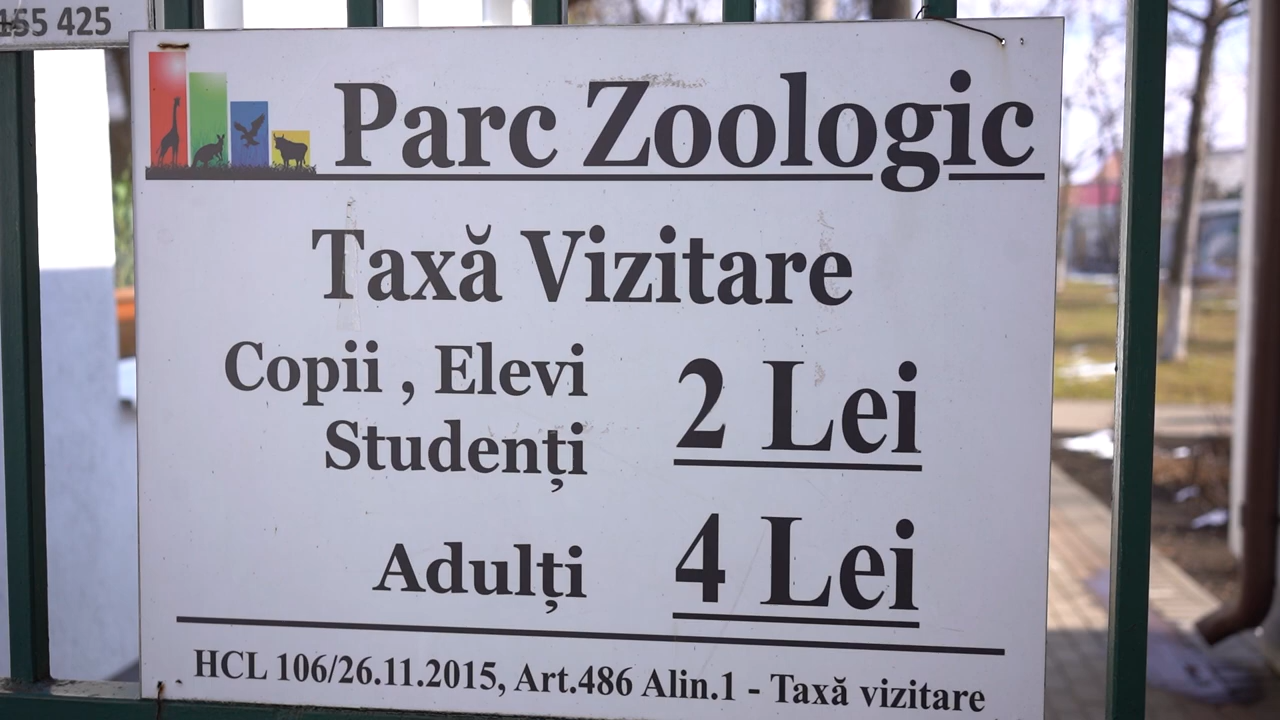 155 425
Parc Zoologic
Taxă Vizitare
Copii , Elevi
Studenți
2 Lei
Adulți
4 Lei
HCL 106/26.11.2015, Art.486 Alin.1 - Taxă vizitare